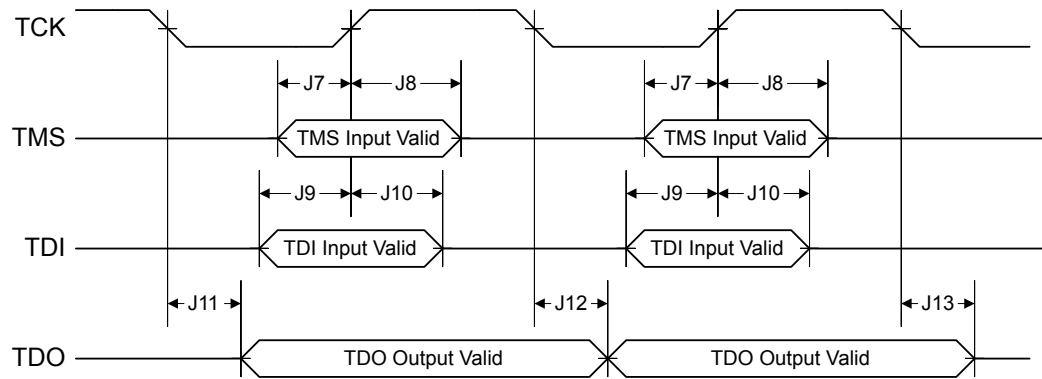 TCK
J7 J8 J7 J8
TMS TMS Input Valid TMS Input Valid
J9 J10 J9 J10
TDI TDI Input Valid TDI Input Valid
J11 J12 J13
TDO TDO Output Valid TDO Output Valid